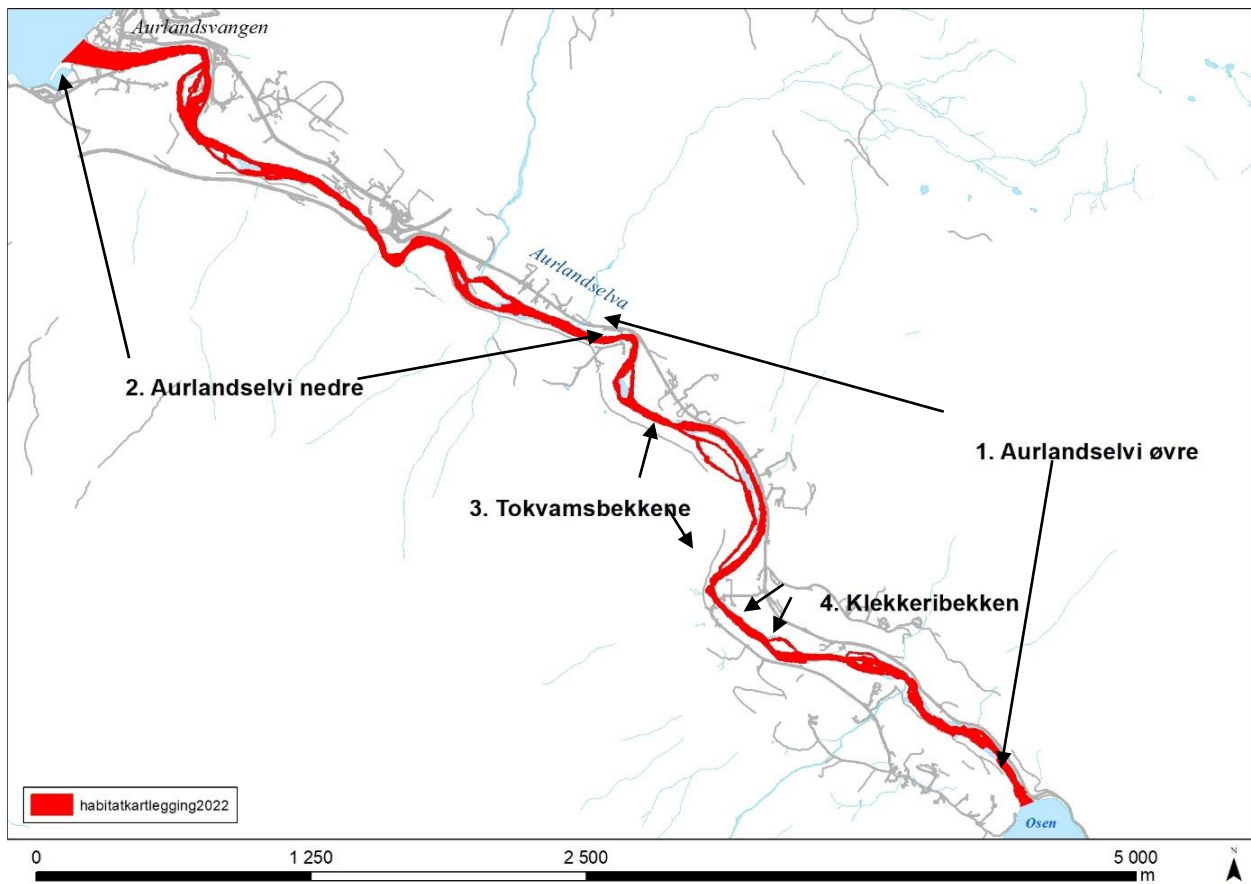 Aurlandsvangen
Aurlandselva
2. Aurlandselvi nedre
1. Aurlandselvi øvre
3. Tokvamsbekkene
4. Klekkeribekken
habitatkartlegging2022
Osen
0 1 250 2 500 5 000
m
N